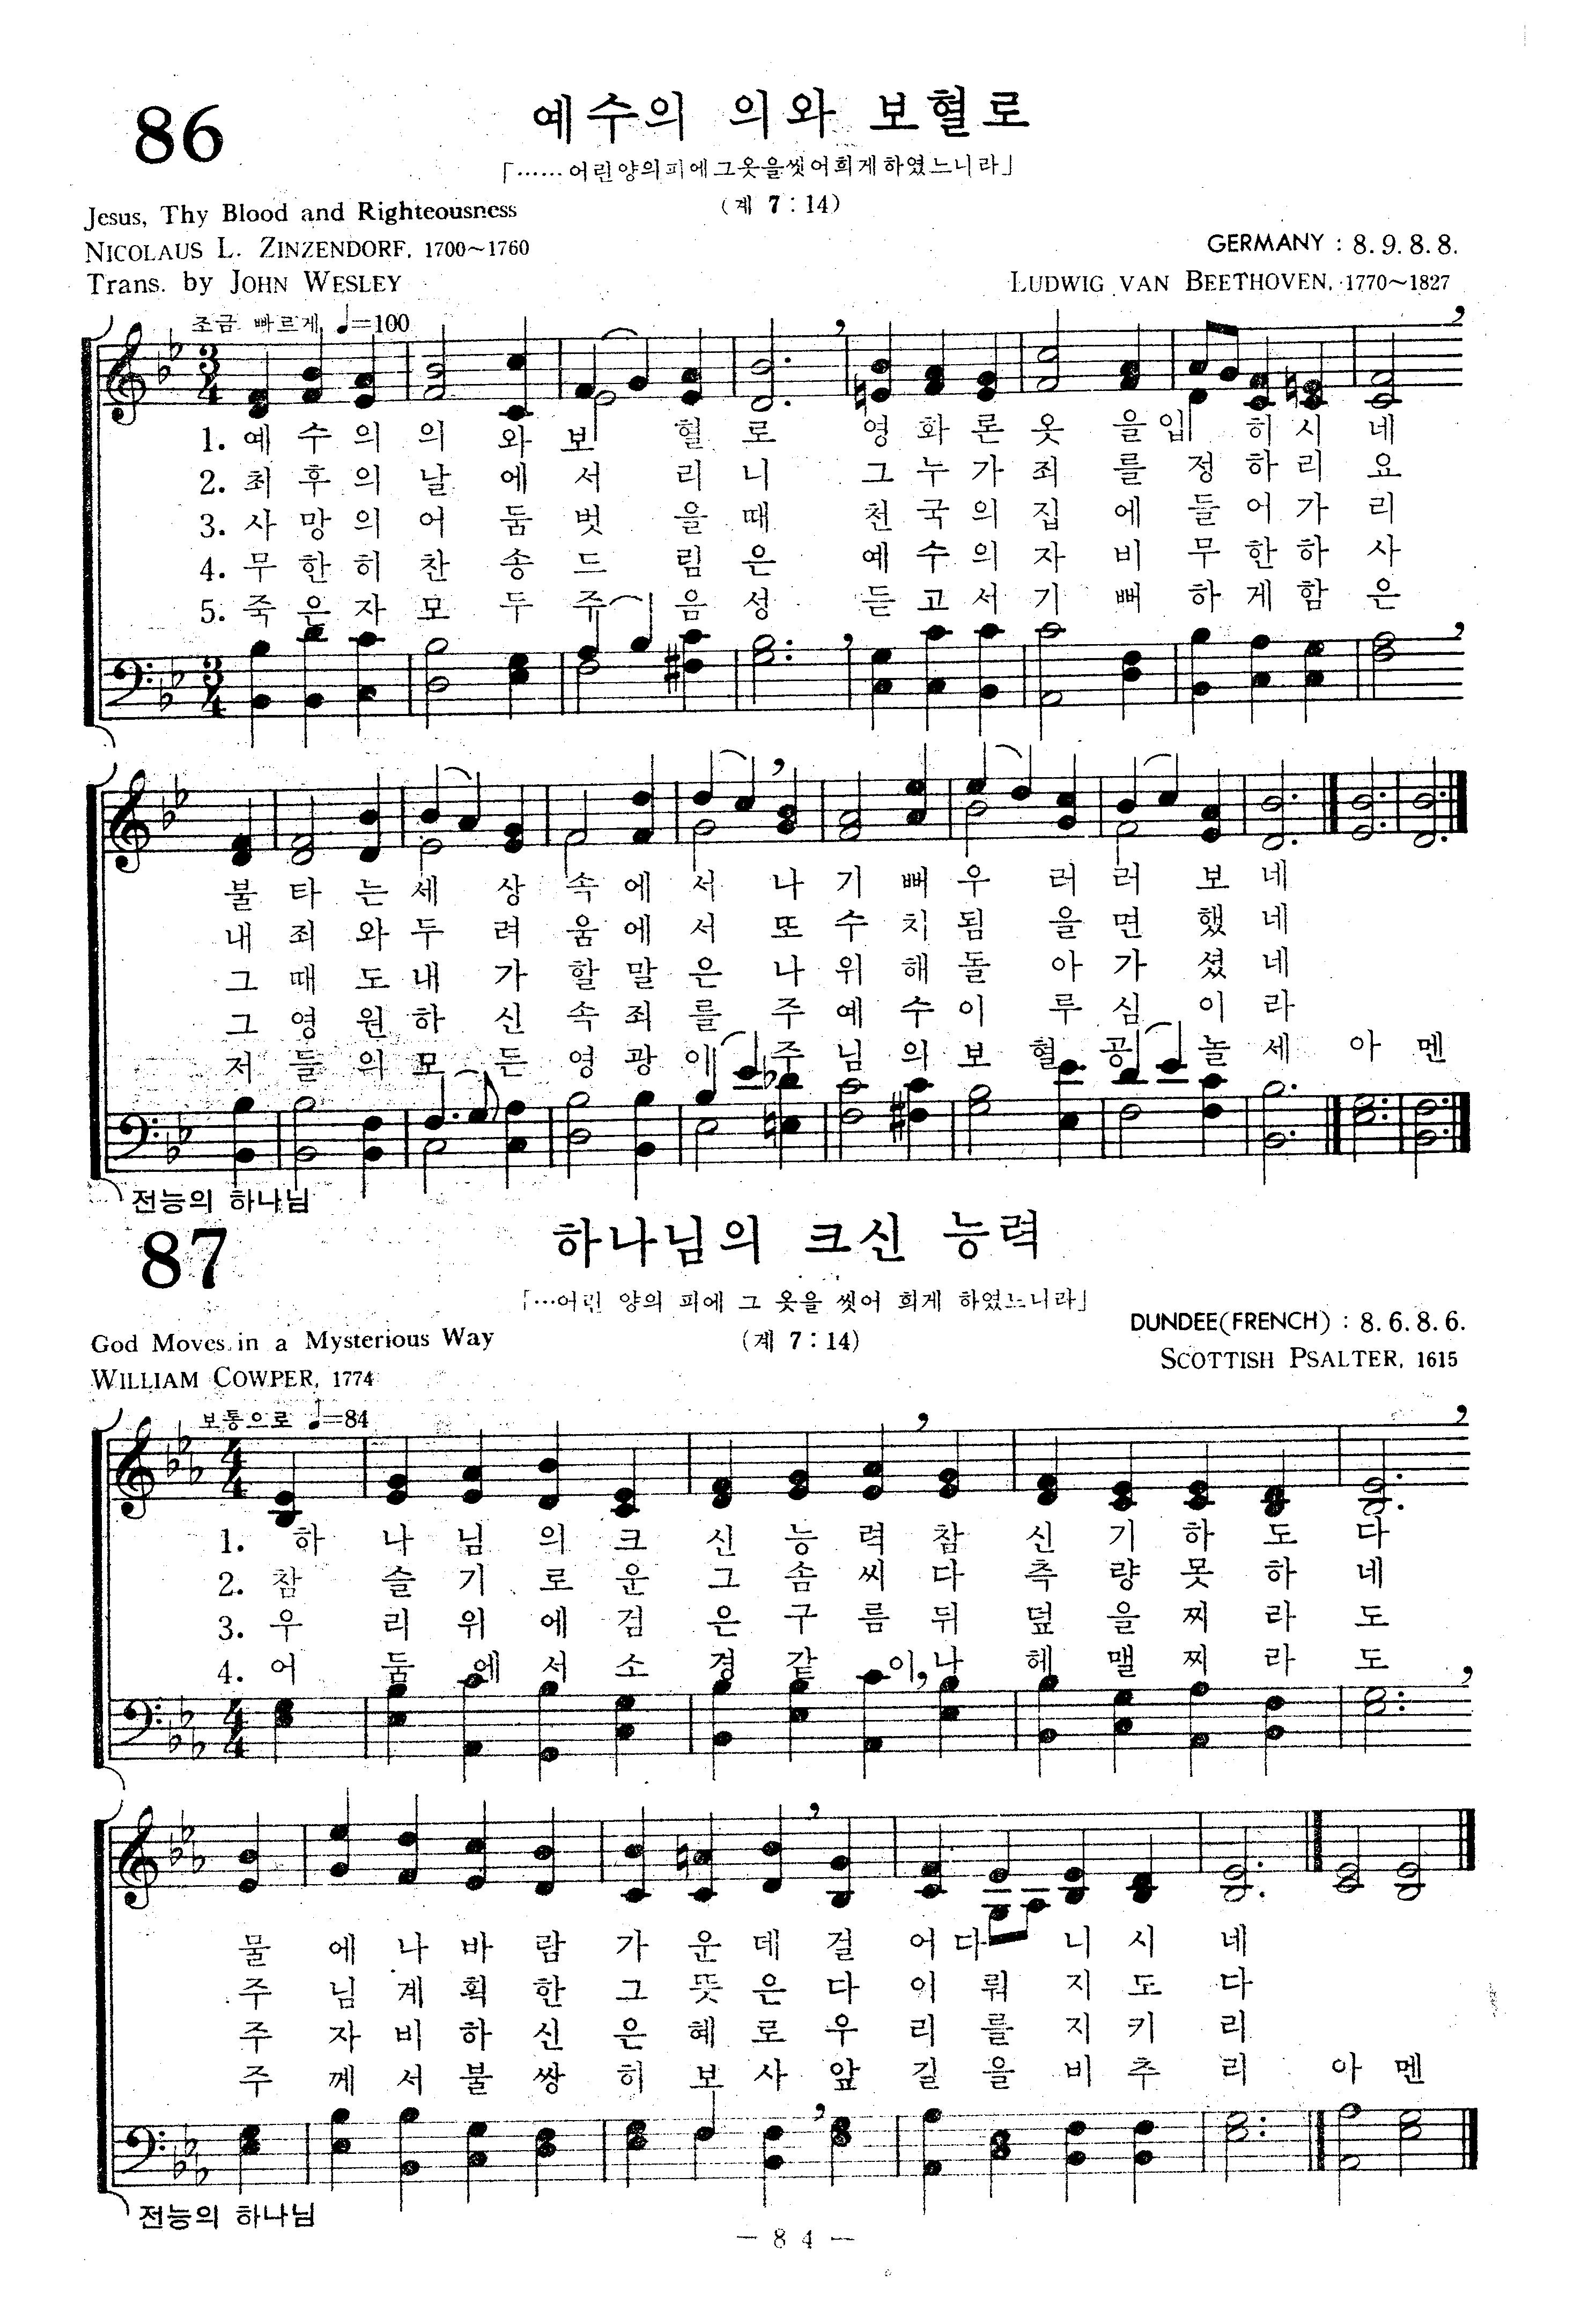 86
예수의 의와 보혈로
「……어린양의피에그옷을씻어희게하였느니라」
(계 7:14)
Jesus, Thy Blood and Righteousness
NICOLAUS L. ZINZENDORF, 1700~1760
Trans. by JOHN WESLEY
GERMANY : 8.9.8.8.
LUDWIG VAN BEETHOVEN, 1770~1827
조금 빠르게 ♩=100
1. 예 수 의 의 와 보 혈 로 영 화 론 옷 을 입 히 시 네
2. 최 후 의 날 에 서 리 니 그 누 가 죄 를 정 하 리 요
3. 사 망 의 어 둠 벗 을 때 천 국 의 집 에 들 어 가 리
4. 무 한 히 찬 송 드 림 은 예 수 의 자 비 무 한 하 사
5. 죽 은 자 모 두 주 음 성 듣 고 서 기 뻐 하 게 함 은
불 타 는 세 상 속 에 서 나 기 뻐 우 러 러 보 네
내 죄 와 두 려 움 에 서 또 수 치 됨 을 면 했 네
그 때 도 내 가 할 말 은 나 위 해 돌 아 가 셨 네
그 영 원 하 신 속 죄 를 주 예 수 이 루 심 이 라
저 들 의 모 든 영 광 이 주 님 의 보 혈 공 놀 세 아 멘
전능의 하나님
87
하나님의 크신 능력
「…어린 양의 피에 그 옷을 씻어 희게 하였느니라」
(계 7:14)
God Moves in a Mysterious Way
WILLIAM COWPER, 1774
DUNDEE(FRENCH) : 8.6.8.6.
SCOTTISH PSALTER, 1615
보통으로 ♩=84
1. 하 나 님 의 크 신 능 력 참 신 기 하 도 다
2. 참 슬 기 로 운 그 솜 씨 다 측 량 못 하 네
3. 우 리 위 에 검 은 구 름 뒤 덮 을 찌 라 도
4. 어 둠 에 서 소 경 같 이 나 헤 맬 찌 라 도
물 에 나 바 람 가 운 데 걸 어 다 니 시 네
주 님 계 획 한 그 뜻 은 다 이 뤄 지 도 다
주 자 비 하 신 은 혜 로 우 리 를 지 키 리
주 께 서 불 쌍 히 보 사 앞 길 을 비 추 리 아 멘
전능의 하나님
— 84 —